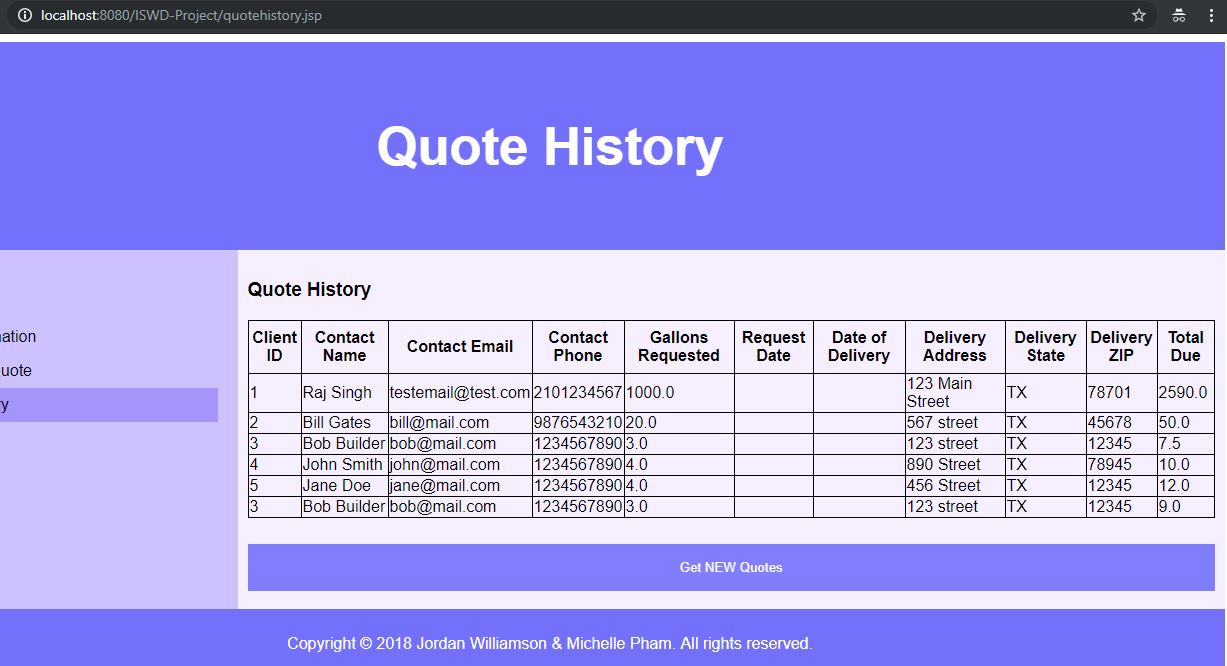 localhost:8080/ISWD-Project/quotehistory.jsp
Quote History
ation
uote
ry
Quote History
Client ID Contact Name Contact Email Contact Phone Gallons Requested Request Date Date of Delivery Delivery Address Delivery State Delivery ZIP Total Due
1 Raj Singh testemail@test.com 2101234567 1000.0 123 Main Street TX 78701 2590.0
2 Bill Gates bill@mail.com 9876543210 20.0 567 street TX 45678 50.0
3 Bob Builder bob@mail.com 1234567890 3.0 123 street TX 12345 7.5
4 John Smith john@mail.com 1234567890 4.0 890 Street TX 78945 10.0
5 Jane Doe jane@mail.com 1234567890 4.0 456 Street TX 12345 12.0
3 Bob Builder bob@mail.com 1234567890 3.0 123 street TX 12345 9.0
Get NEW Quotes
Copyright © 2018 Jordan Williamson & Michelle Pham. All rights reserved.